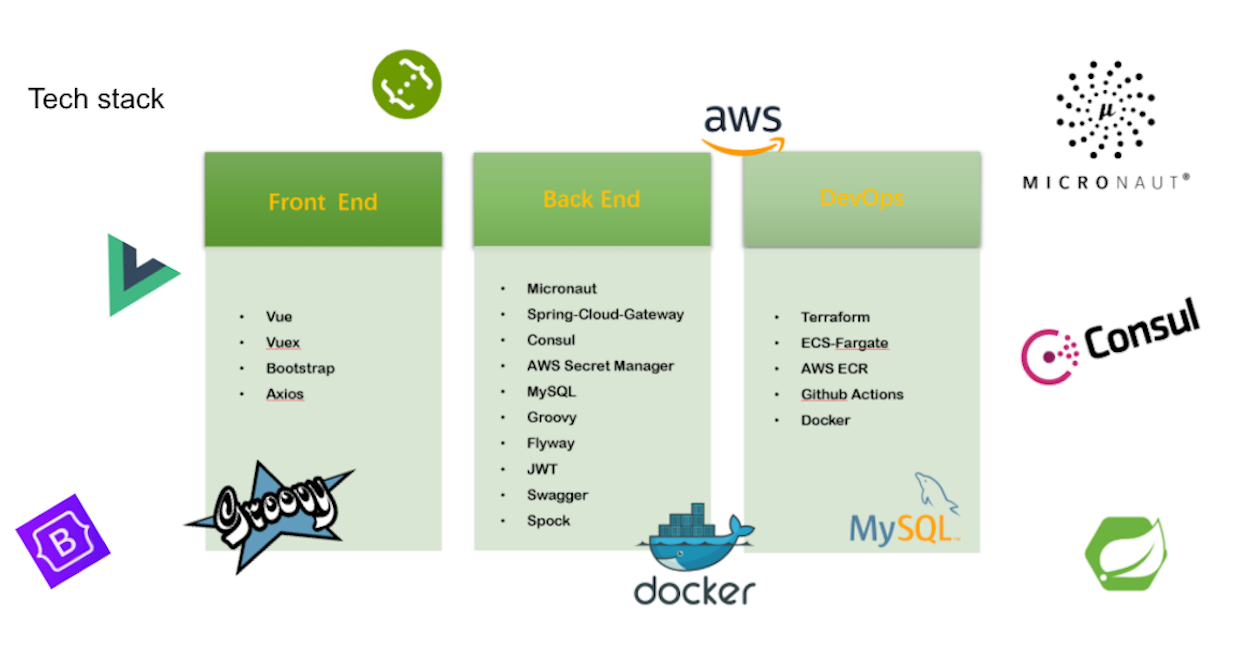 Tech stack
aws
MICRONAUT®
Front End
Back End
DevOps
• Vue
• Vuex
• Bootstrap
• Axios
• Micronaut
• Spring-Cloud-Gateway
• Consul
• AWS Secret Manager
• MySQL
• Groovy
• Flyway
• JWT
• Swagger
• Spock
• Terraform
• ECS-Fargate
• AWS ECR
• Github Actions
• Docker
Consul
Groovy
B
docker
MySQL™